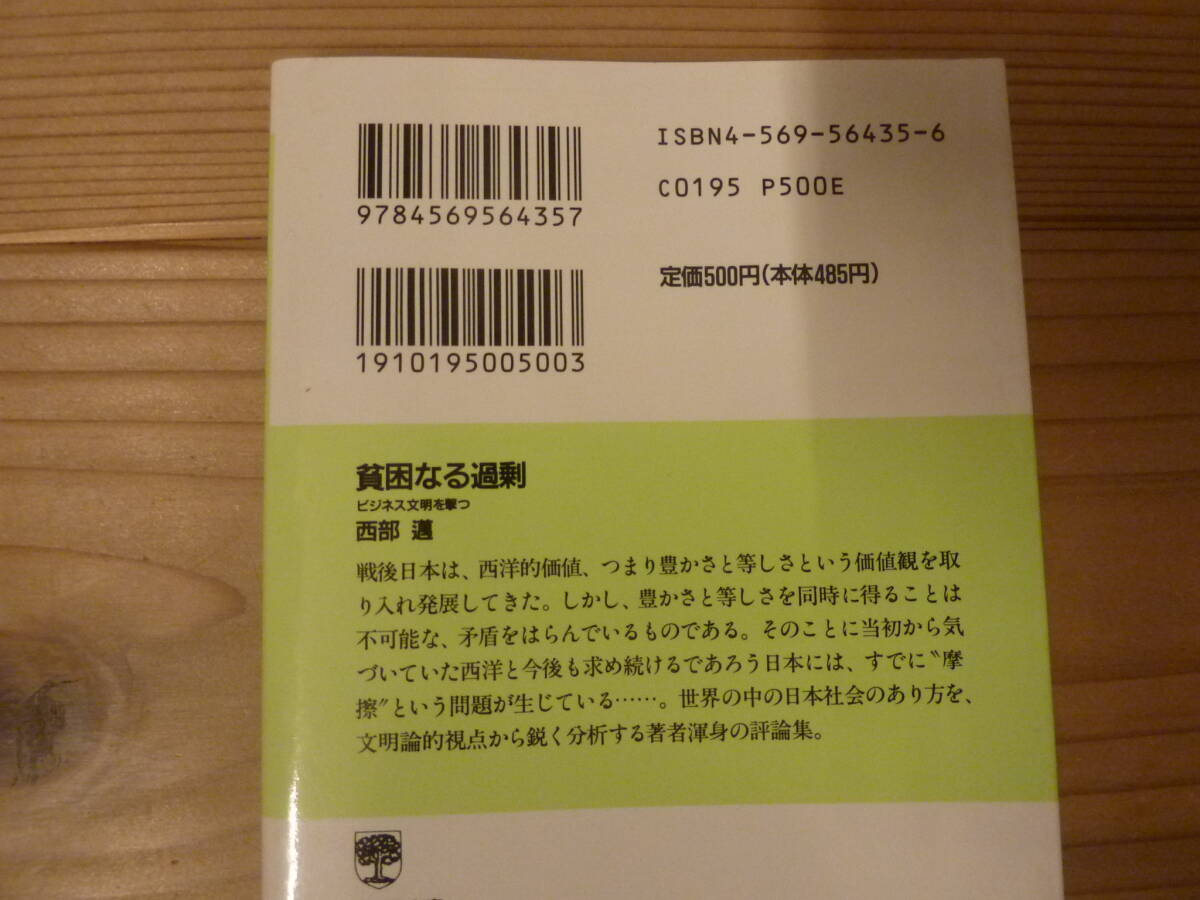 ISBN4-569-56435-6
9784569564357
C0195 P500E
定価500円(本体485円)
1910195005003
貧困なる過剰
ビジネス文明を撃つ
西部 邁
戦後日本は、西洋的価値、つまり豊かさと等しさという価値観を取
り入れ発展してきた。しかし、豊かさと等しさを同時に得ることは
不可能な、矛盾をはらんでいるものである。そのことに当初から気
づいていた西洋と今後も求め続けるであろう日本には、すでに〝摩
擦〟という問題が生じている……。世界の中の日本社会のあり方を、
文明論的視点から鋭く分析する著者渾身の評論集。